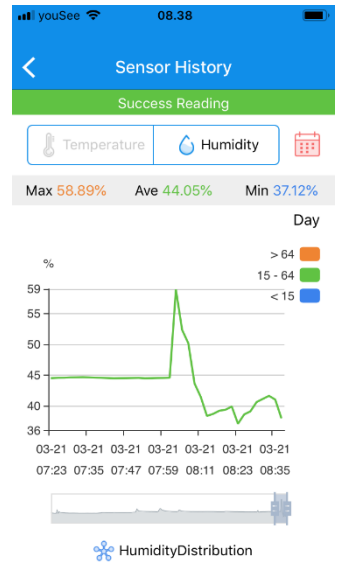 youSee 08.38
Sensor History
Success Reading
Temperature Humidity
Max 58.89% Ave 44.05% Min 37.12%
Day
> 64
15 - 64
< 15
%
59
55
50
45
40
36
03-21 03-21 03-21 03-21 03-21 03-21 03-21
07:23 07:35 07:47 07:59 08:11 08:23 08:35
HumidityDistribution